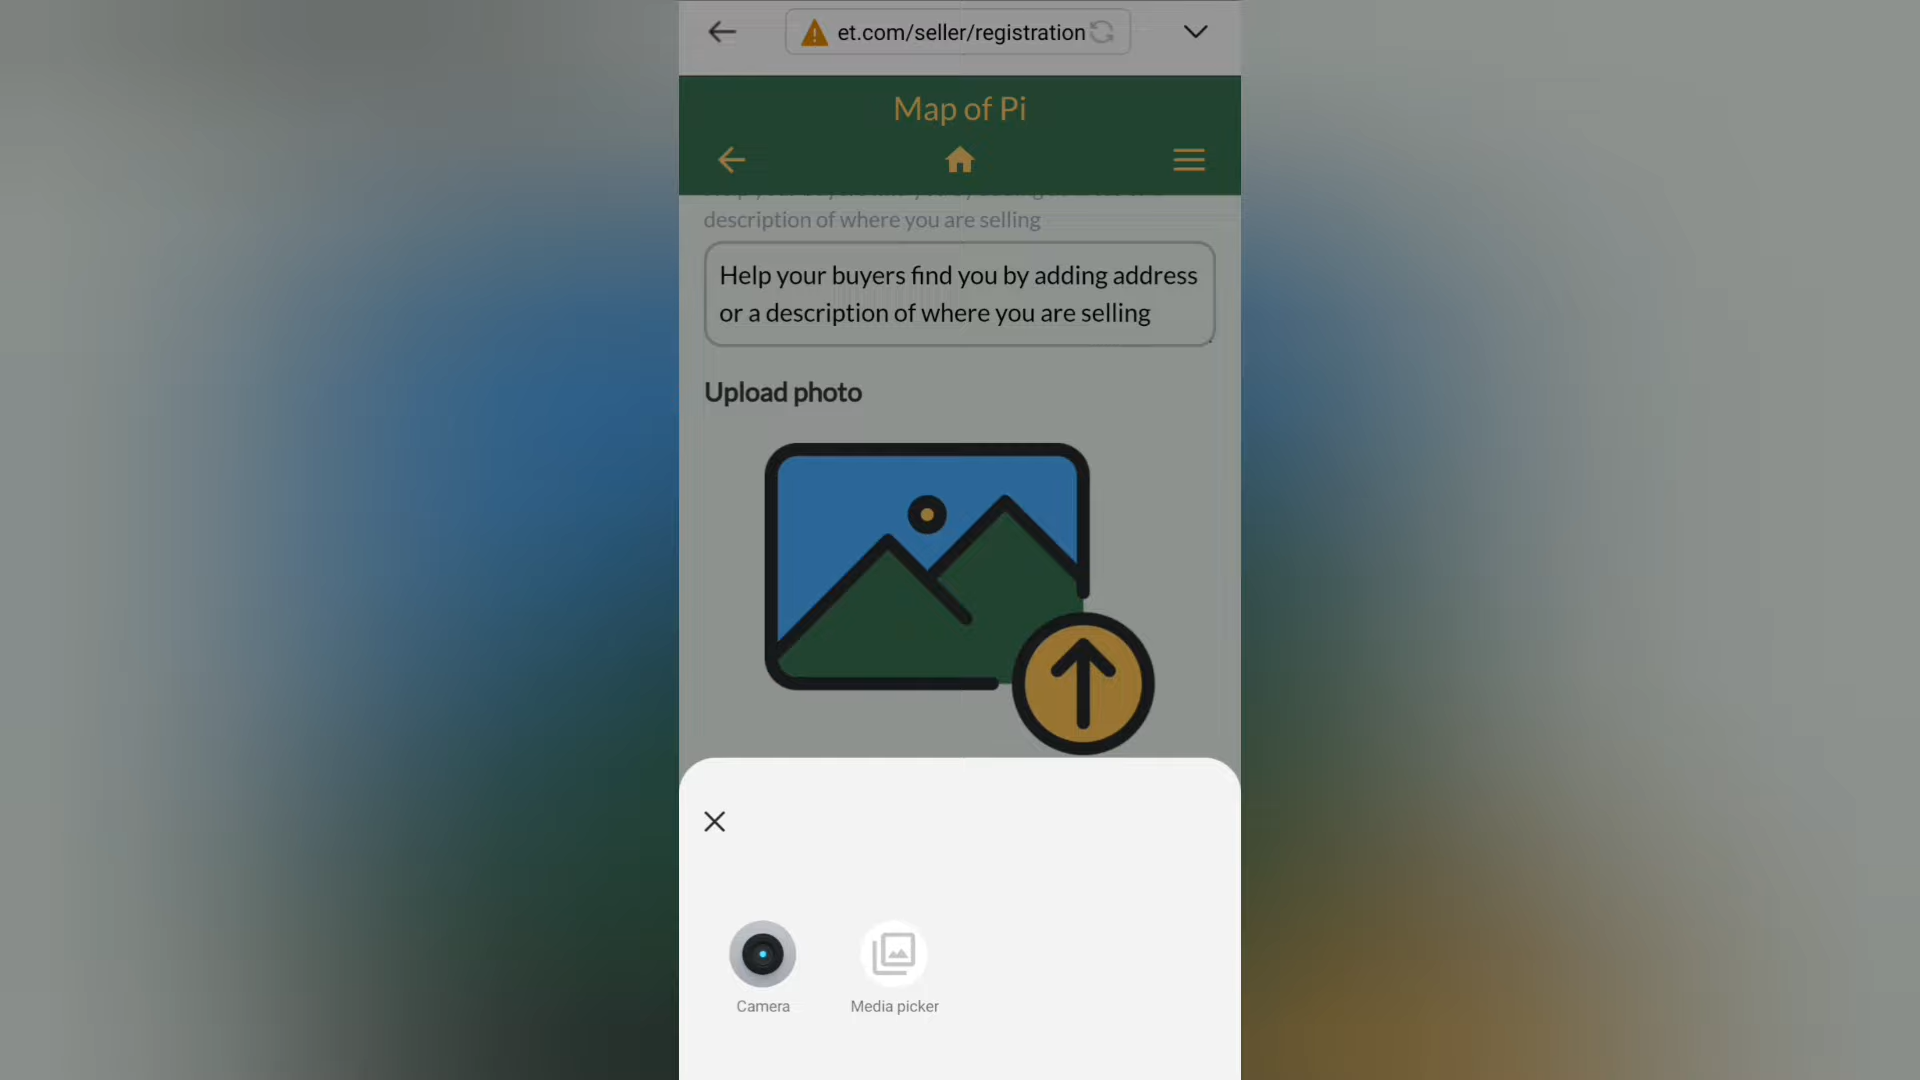 et.com/seller/registration
Map of Pi
description of where you are selling
Help your buyers find you by adding address
or a description of where you are selling
Upload photo
Camera
Media picker